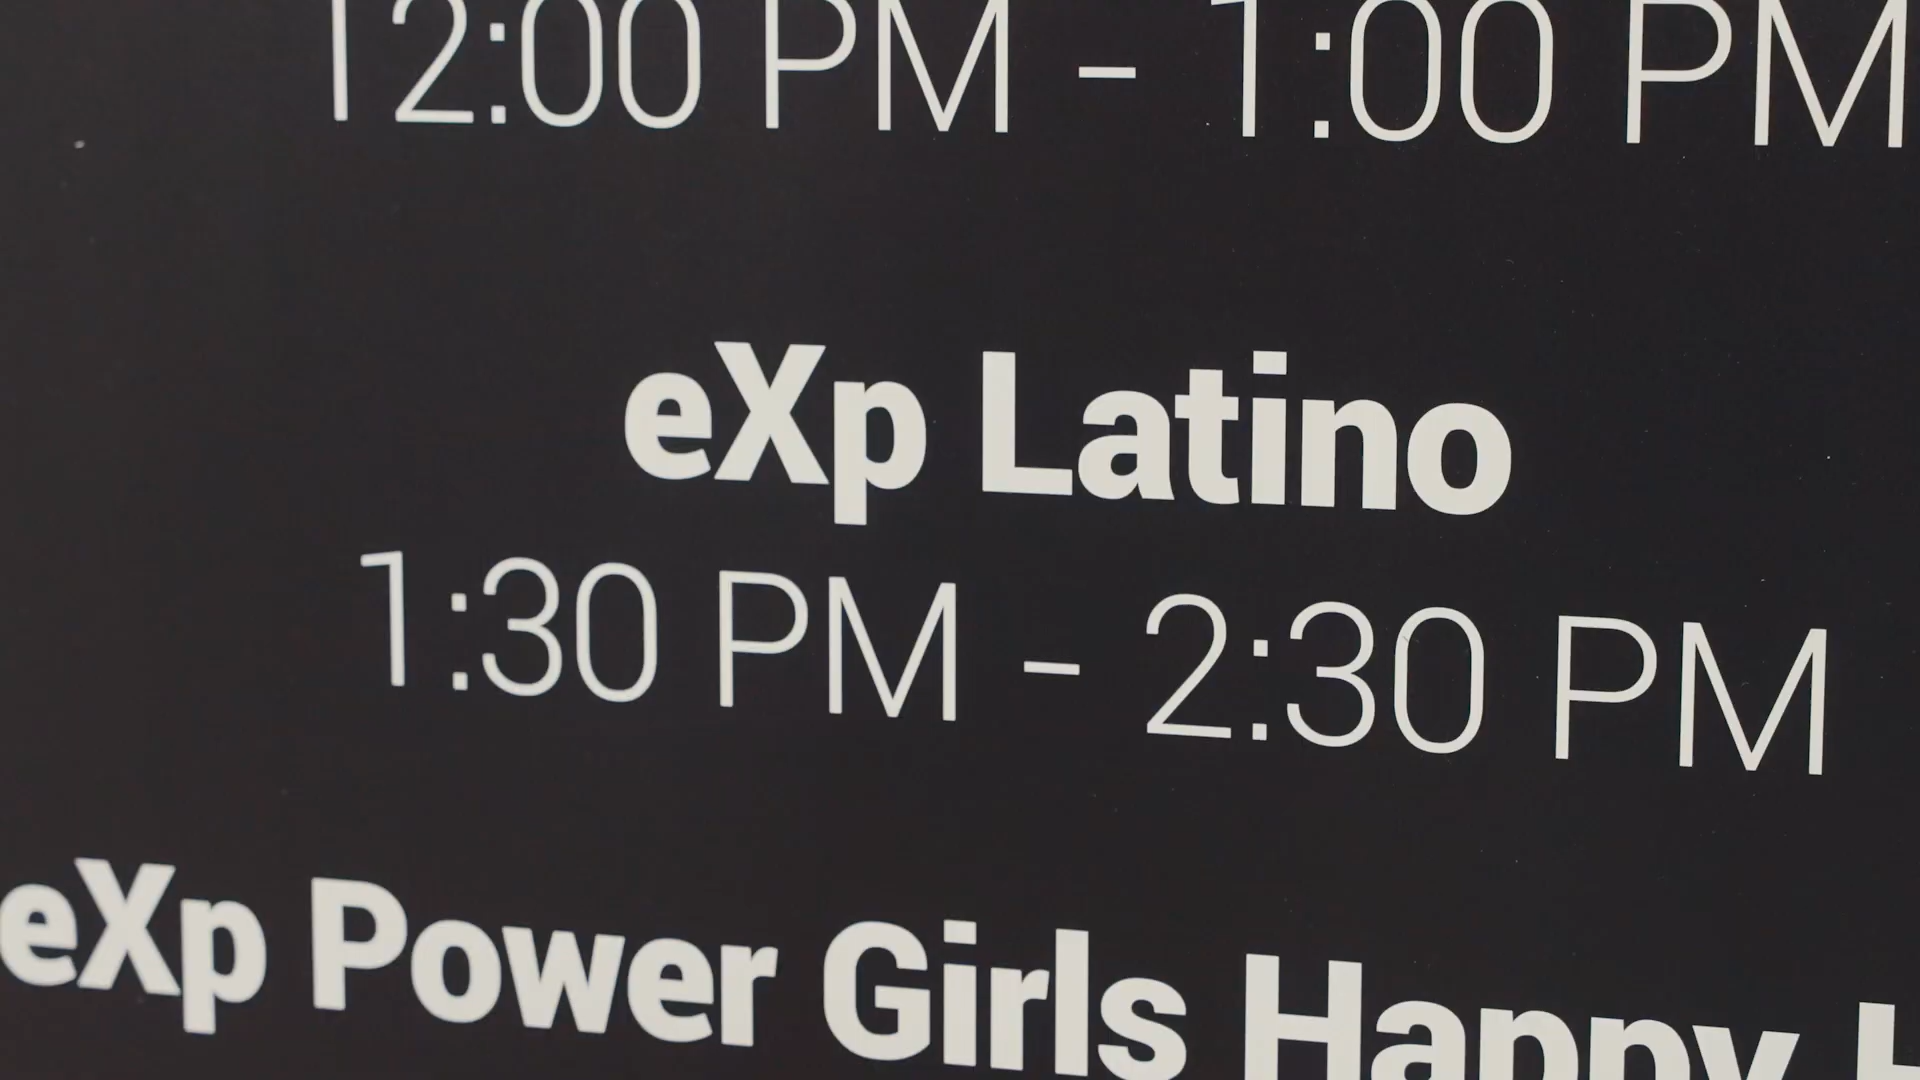 12:00 PM - 1:00 PM
eXp Latino
1:30 PM - 2:30 PM
eXp Power Girls Happy